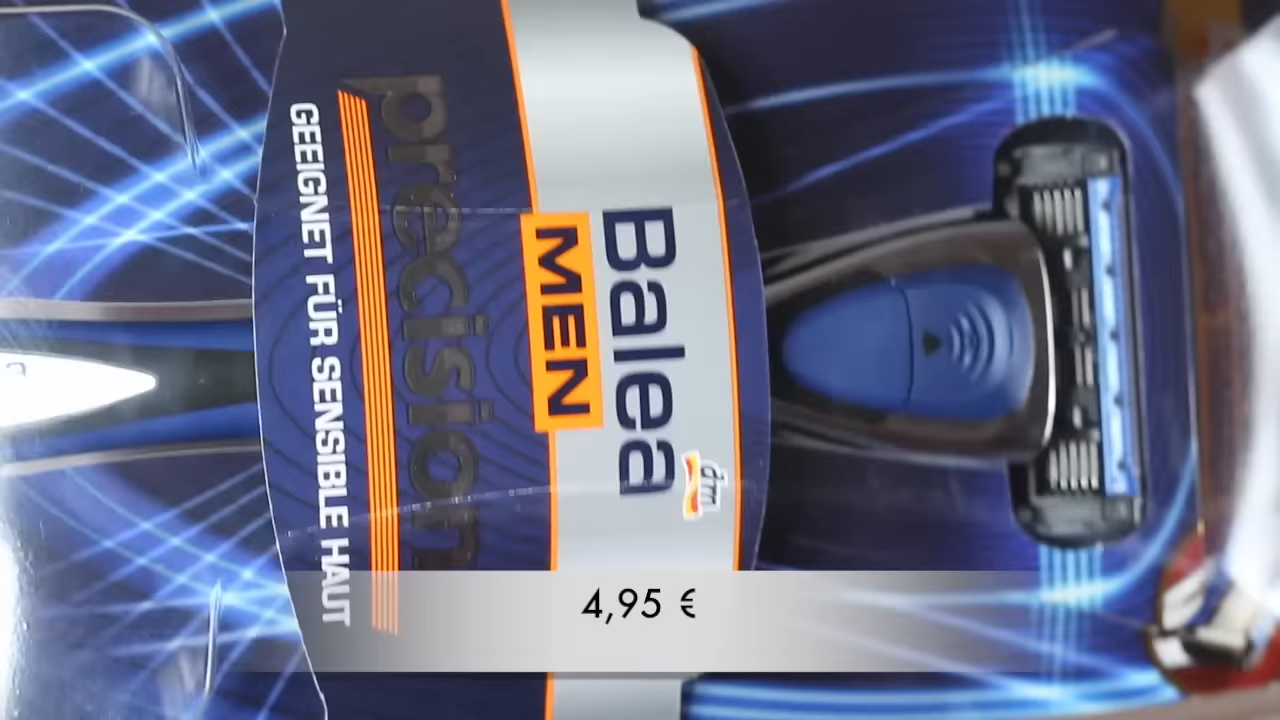 Balea
MEN
dm
precision
GEEIGNET FÜR SENSIBLE HAUT
4,95 €